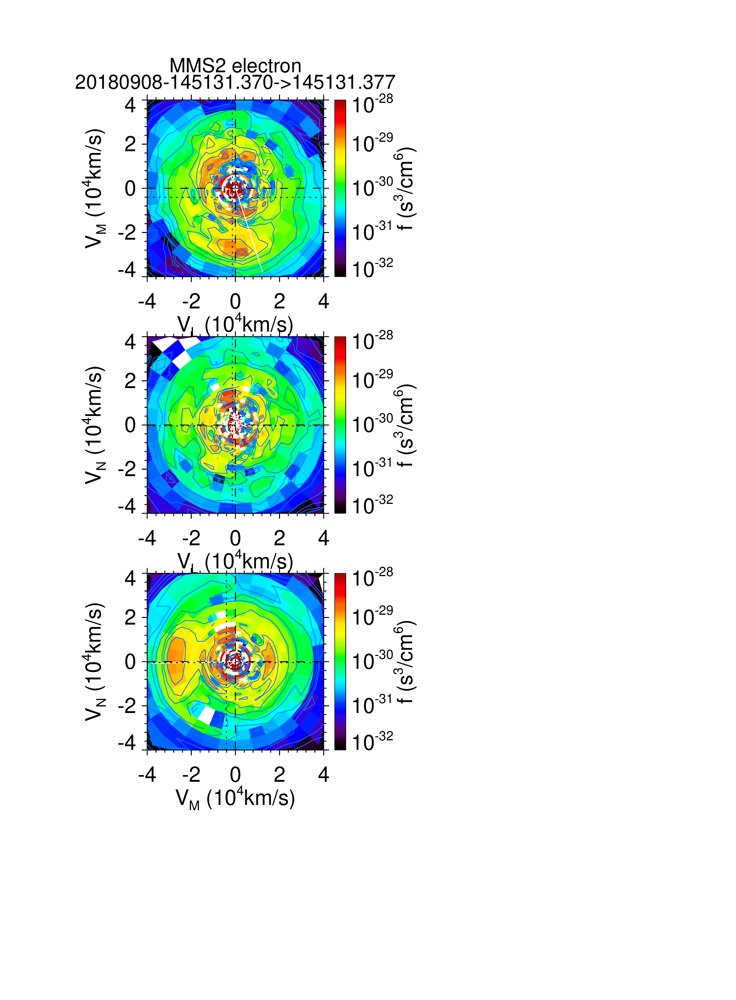 MMS2 electron
20180908-145131.370->145131.377
4
2
0
-2
-4
V_M (10^4km/s)
-4 -2 0 2 4
V_L (10^4km/s)
10^-28
10^-29
10^-30
10^-31
10^-32
f (s^3/cm^6)
4
2
0
-2
-4
V_N (10^4km/s)
-4 -2 0 2 4
V_L (10^4km/s)
10^-28
10^-29
10^-30
10^-31
10^-32
f (s^3/cm^6)
4
2
0
-2
-4
V_N (10^4km/s)
-4 -2 0 2 4
V_M (10^4km/s)
10^-28
10^-29
10^-30
10^-31
10^-32
f (s^3/cm^6)